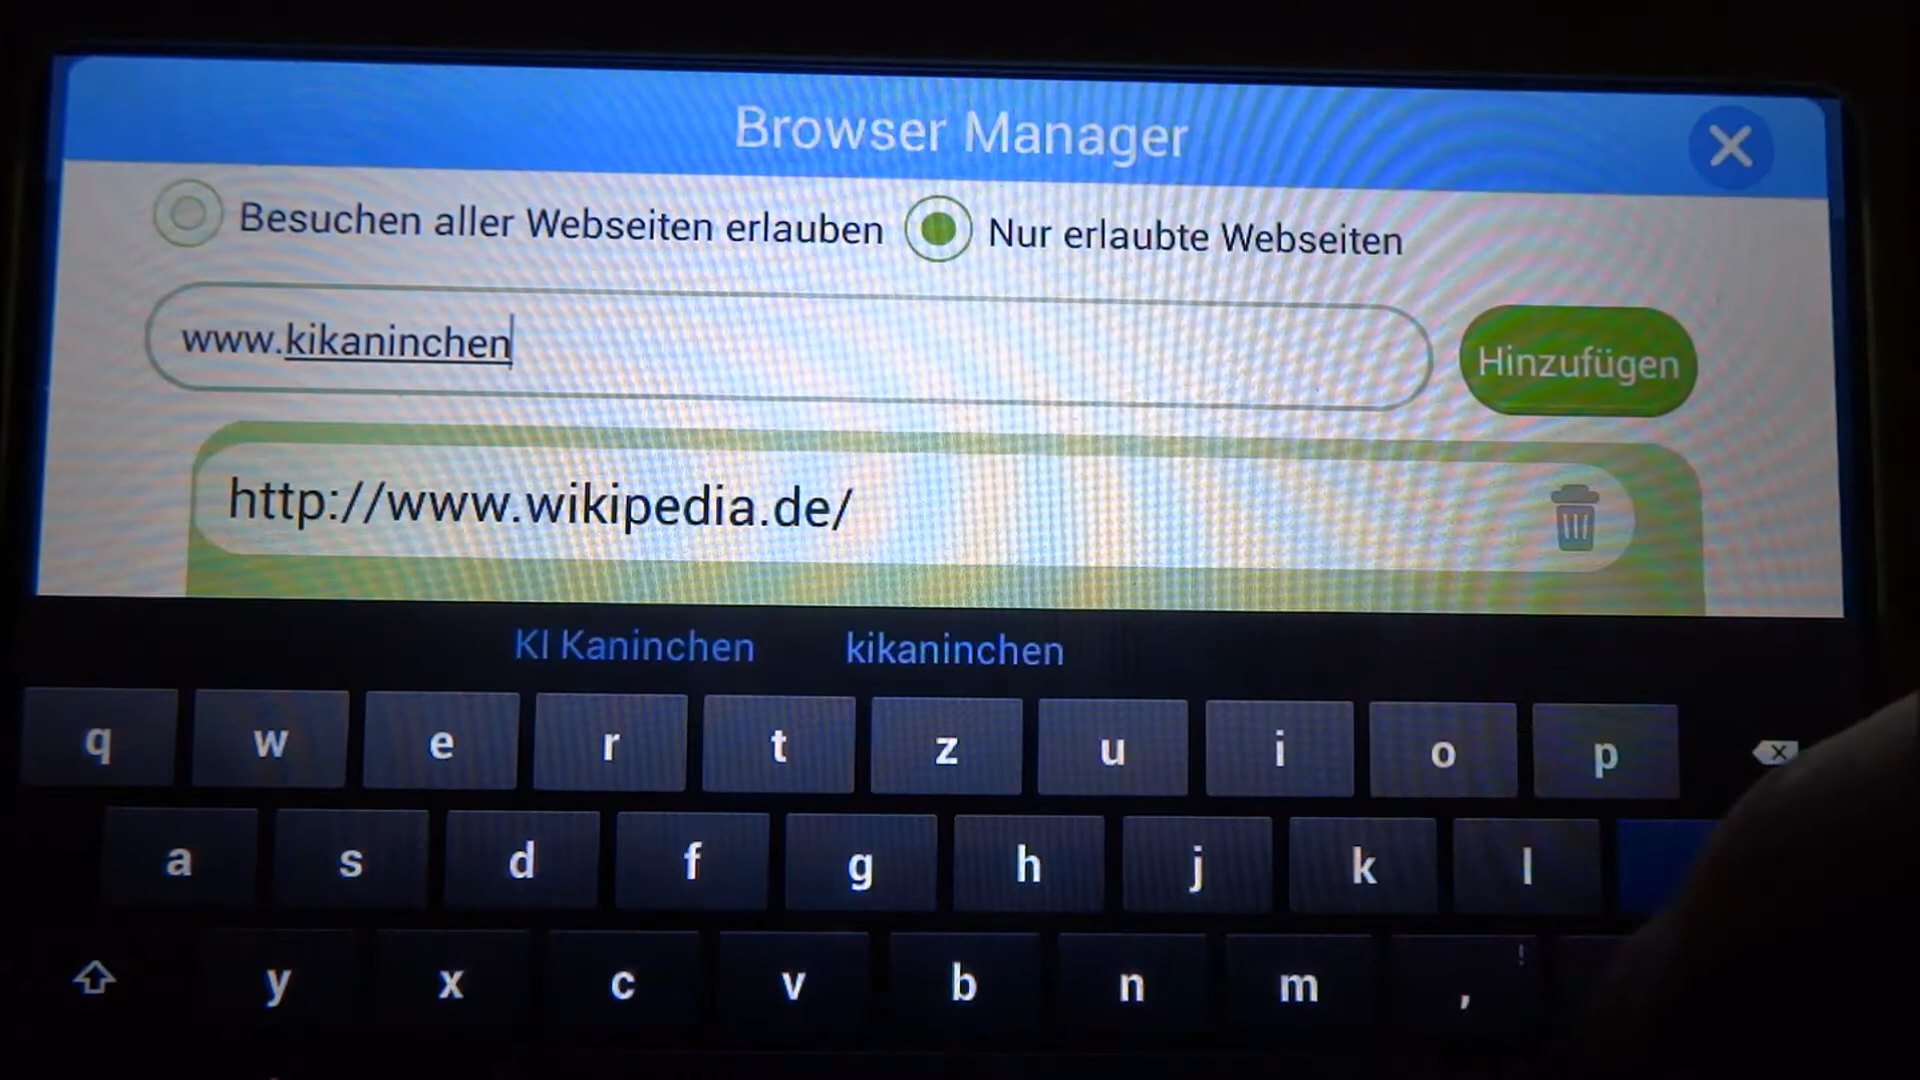 Browser Manager
Besuchen aller Webseiten erlauben Nur erlaubte Webseiten
www.kikaninchen Hinzufügen
http://www.wikipedia.de/
KI Kaninchen kikaninchen
q w e r t z u i o p
a s d f g h j k l
!
y x c v b n m ,